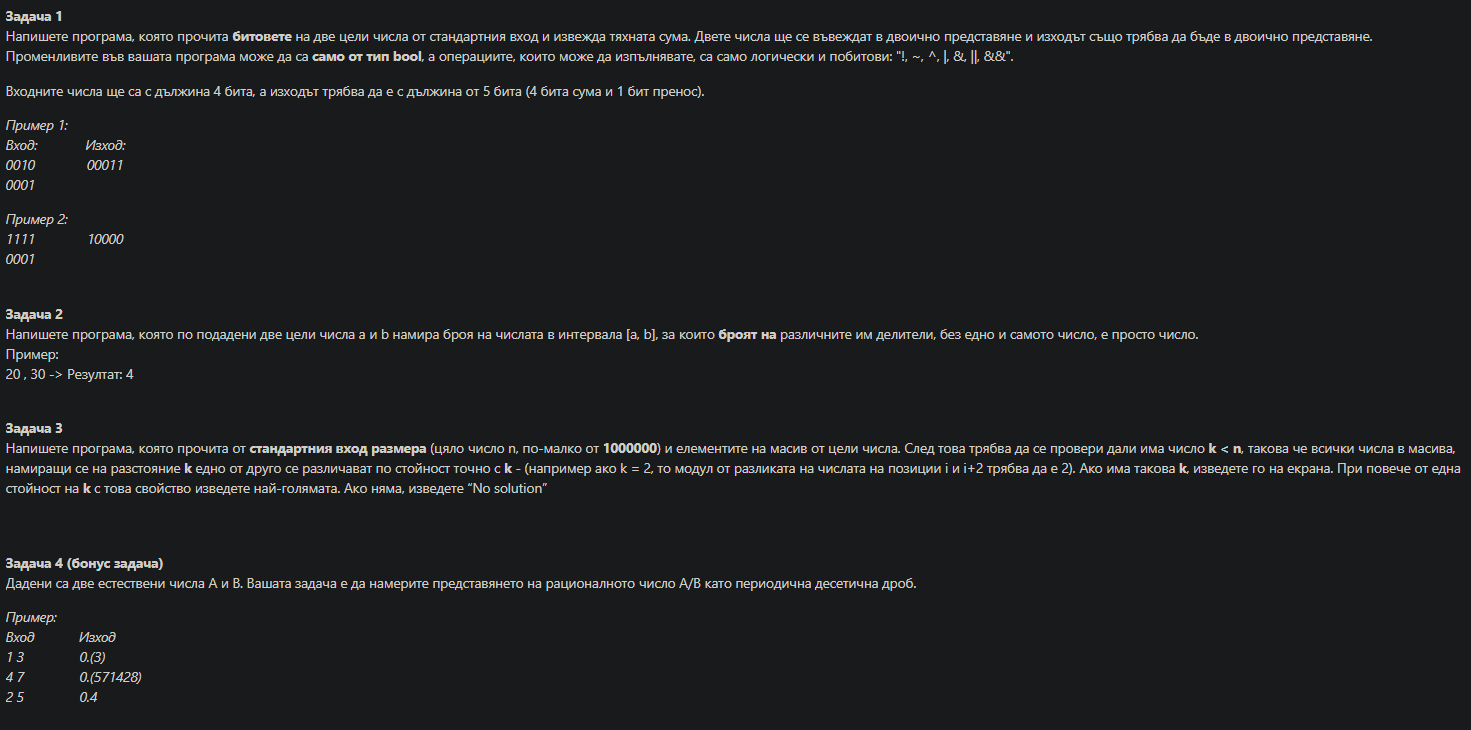 Задача 1
Напишете програма, която прочита битовете на две цели числа от стандартния вход и извежда тяхната сума. Двете числа ще се въвеждат в двоично представяне и изходът също трябва да бъде в двоично представяне.
Променливите във вашата програма може да са само от тип bool, а операциите, които може да изпълнявате, са само логически и побитови: "!, ~, ^, |, &, ||, &&".
Входните числа ще са с дължина 4 бита, а изходът трябва да е с дължина от 5 бита (4 бита сума и 1 бит пренос).
Пример 1:
Вход: Изход:
0010 00011
0001
Пример 2:
1111 10000
0001
Задача 2
Напишете програма, която по подадени две цели числа a и b намира броя на числата в интервала [a, b], за които броят на различните им делители, без едно и самото число, е просто число.
Пример:
20 , 30 -> Резултат: 4
Задача 3
Напишете програма, която прочита от стандартния вход размера (цяло число n, по-малко от 1000000) и елементите на масив от цели числа. След това трябва да се провери дали има число k < n, такова че всички числа в масива,
намиращи се на разстояние k едно от друго се различават по стойност точно с k - (например ако k = 2, то модул от разликата на числата на позиции i и i+2 трябва да е 2). Ако има такова k, изведете го на екрана. При повече от една
стойност на k с това свойство изведете най-голямата. Ако няма, изведете “No solution”
Задача 4 (бонус задача)
Дадени са две естествени числа A и B. Вашата задача е да намерите представянето на рационалното число A/B като периодична десетична дроб.
Пример:
Вход Изход
1 3 0.(3)
4 7 0.(571428)
2 5 0.4